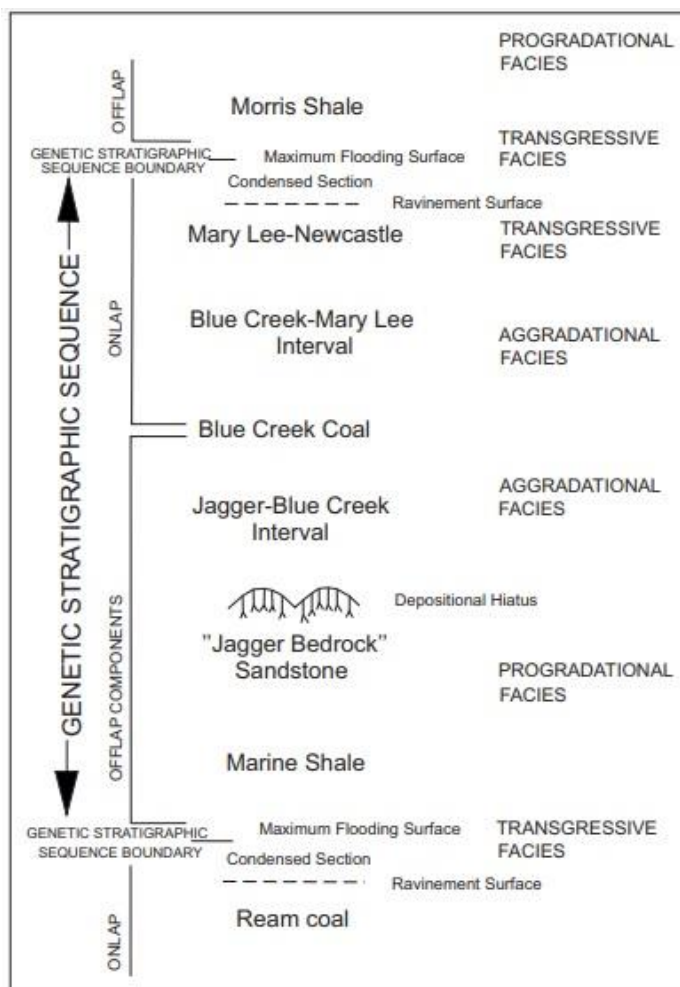 PROGRADATIONAL
FACIES
OFFLAP
Morris Shale
TRANSGRESSIVE
FACIES
GENETIC STRATIGRAPHIC
SEQUENCE BOUNDARY
Maximum Flooding Surface
Condensed Section
Ravinement Surface
Mary Lee-Newcastle
TRANSGRESSIVE
FACIES
GENETIC STRATIGRAPHIC SEQUENCE
ONLAP
Blue Creek-Mary Lee
Interval
AGGRADATIONAL
FACIES
Blue Creek Coal
Jagger-Blue Creek
Interval
AGGRADATIONAL
FACIES
OFFLAP COMPONENTS
Depositional Hiatus
"Jagger Bedrock"
Sandstone
PROGRADATIONAL
FACIES
Marine Shale
GENETIC STRATIGRAPHIC
SEQUENCE BOUNDARY
Maximum Flooding Surface
TRANSGRESSIVE
FACIES
Condensed Section
Ravinement Surface
Ream coal
ONLAP